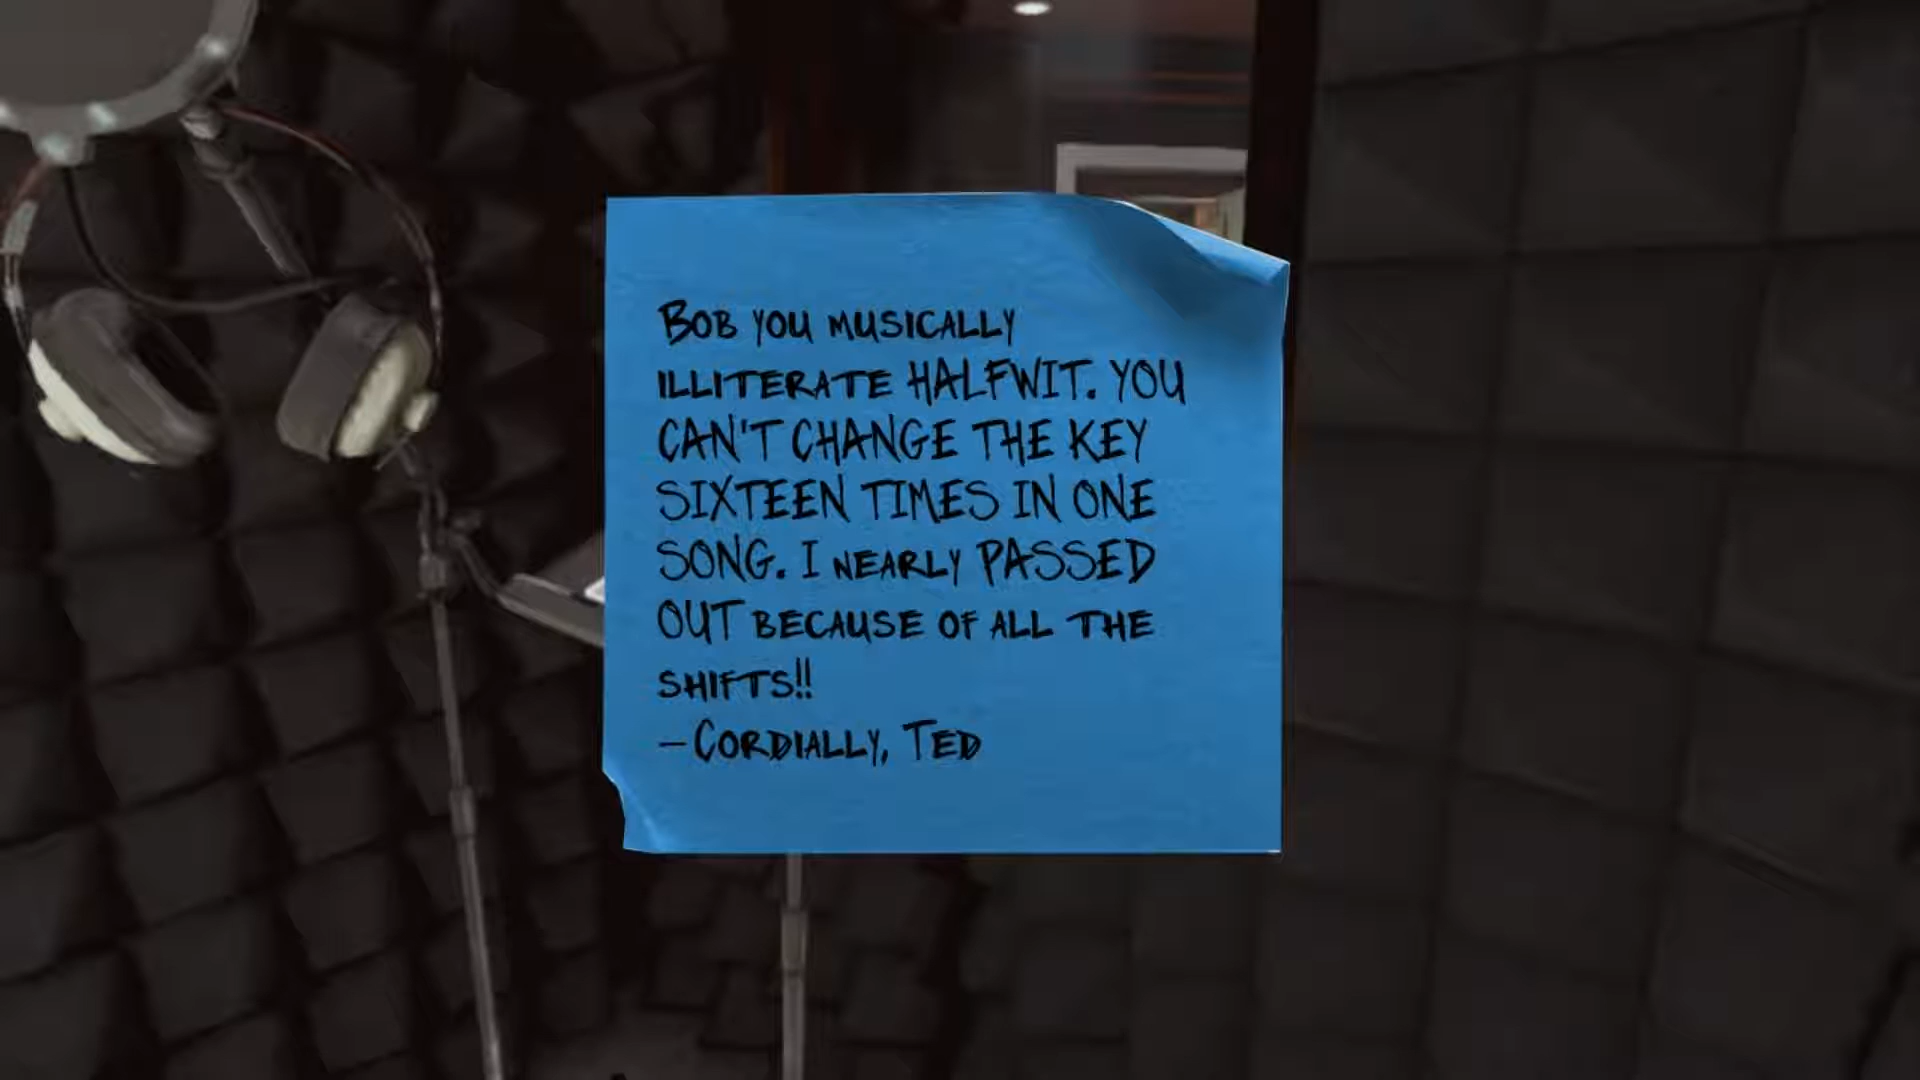 Bob you musically
illiterate HALFWIT. YOU
CAN'T CHANGE THE KEY
SIXTEEN TIMES IN ONE
SONG. I nearly PASSED
OUT because of all the
shifts!!
– Cordially, Ted